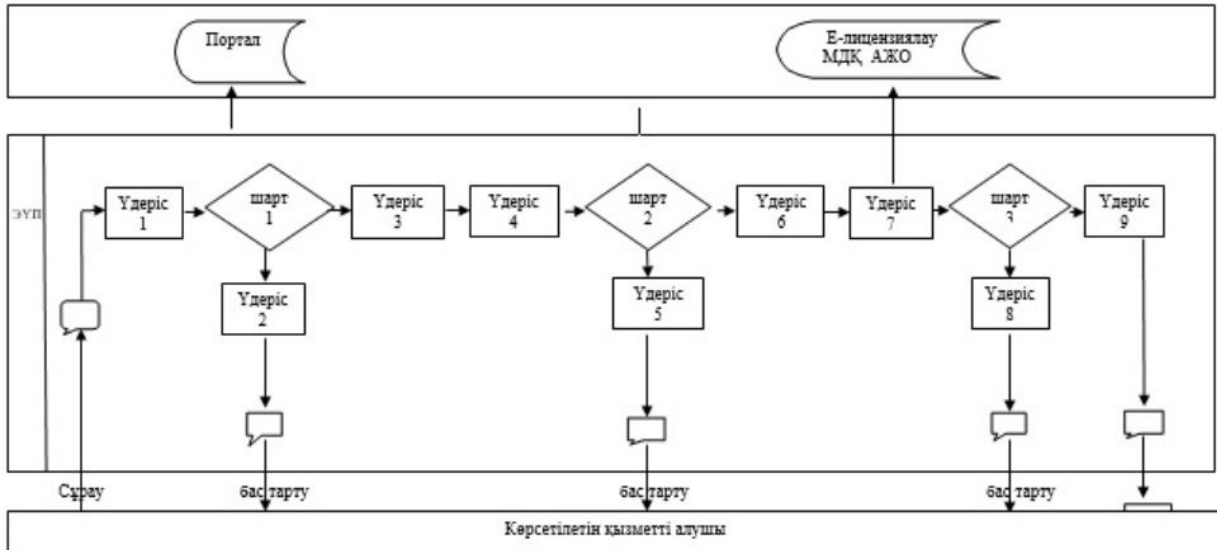 Портал
Е-лицензиялау
МДҚ АЖО
ЭҮП
Үдеріс
1
шарт
1
Үдеріс
3
Үдеріс
4
шарт
2
Үдеріс
6
Үдеріс
7
шарт
3
Үдеріс
9
Үдеріс
2
Үдеріс
5
Үдеріс
8
Сұрау
бас тарту
бас тарту
бас тарту
Көрсетілетін қызметті алушы